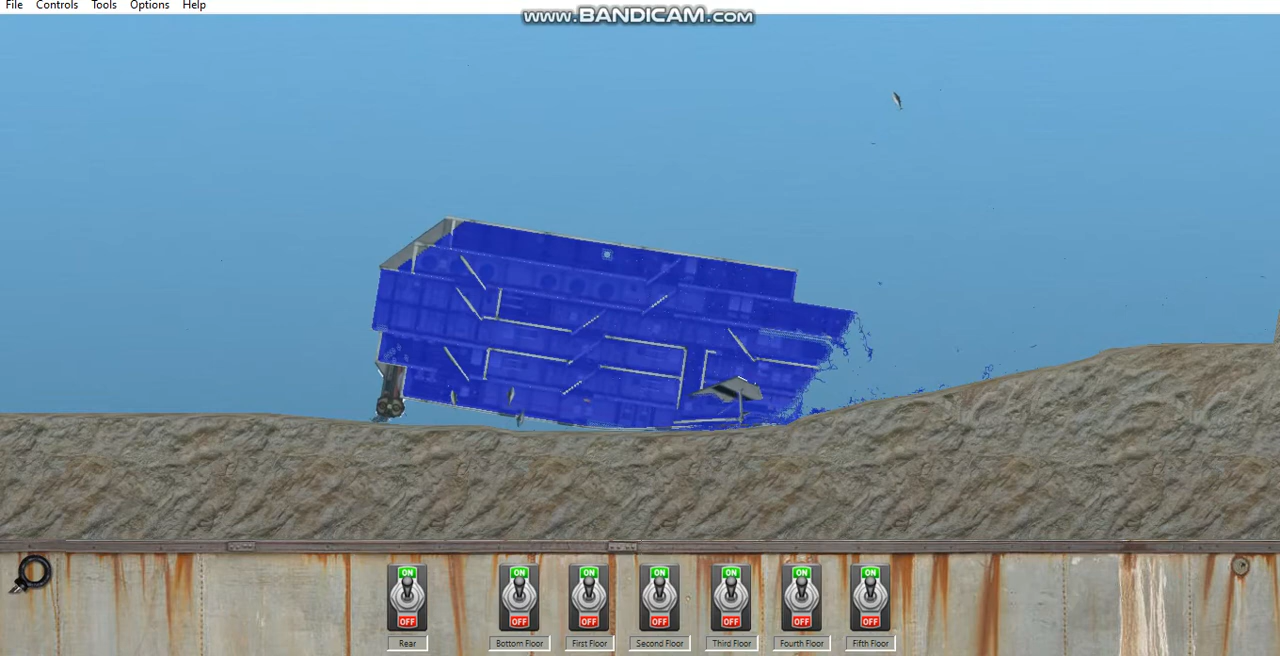 File Controls Tools Options Help
www.BANDICAM.com
ON ON ON ON ON ON ON
OFF OFF OFF OFF OFF OFF OFF
Rear Bottom Floor First Floor Second Floor Third Floor Fourth Floor Fifth Floor